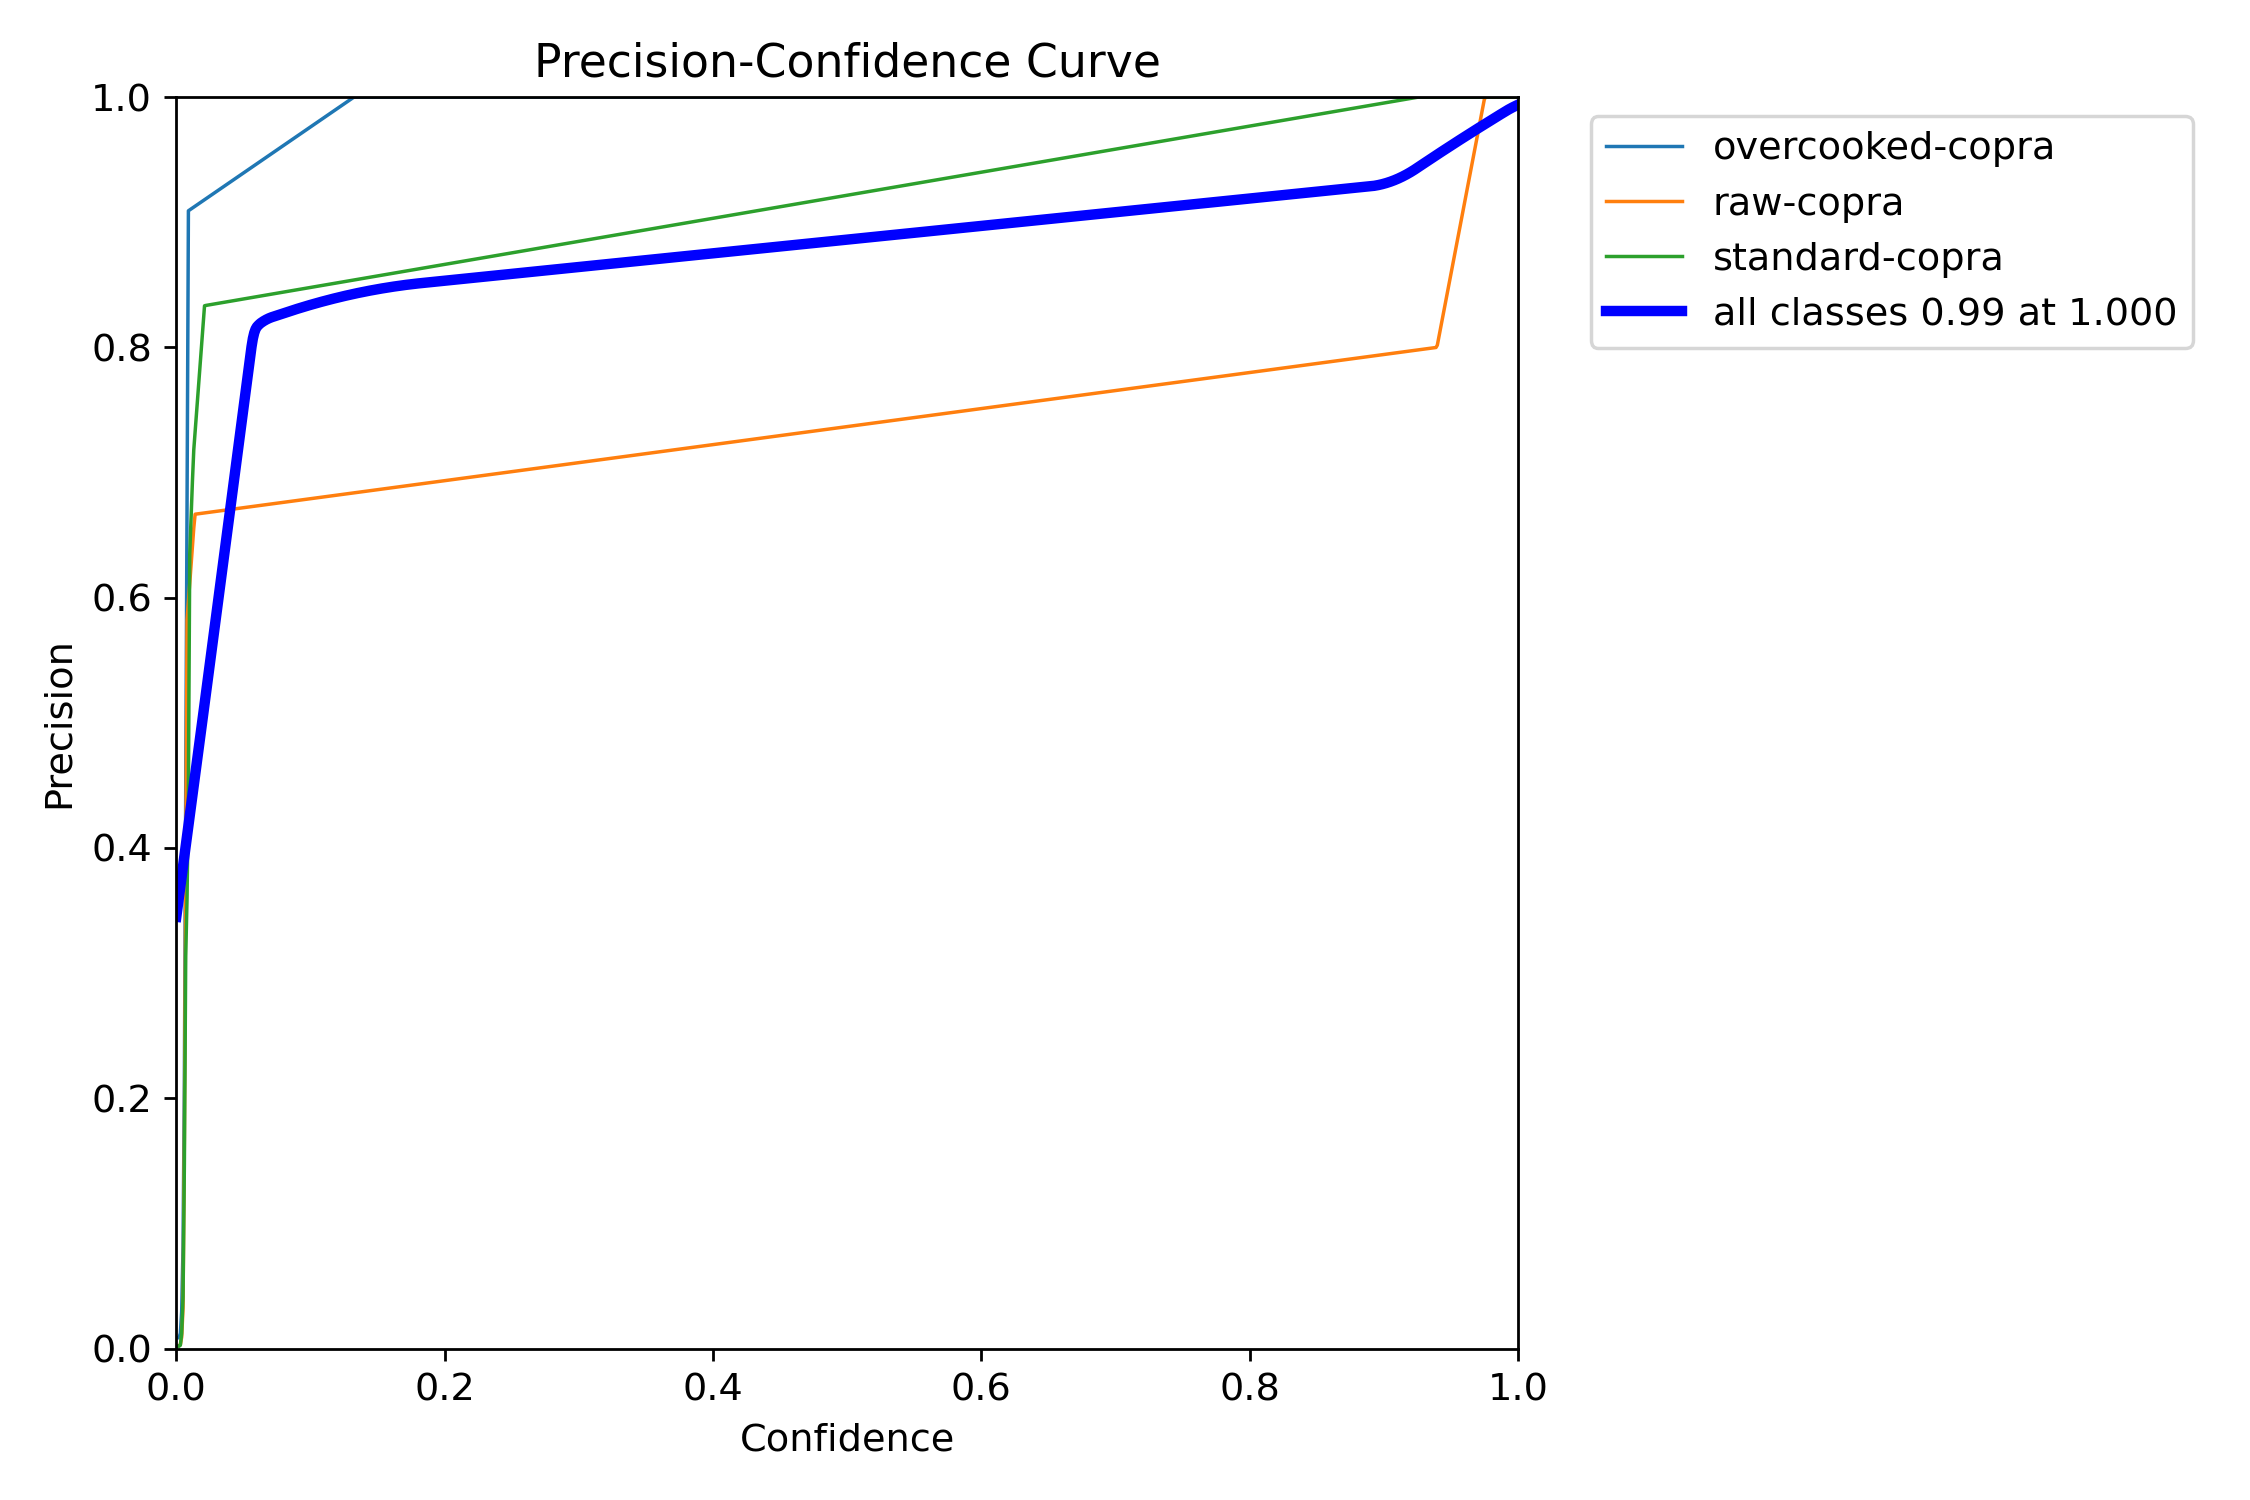 Precision-Confidence Curve
1.0
0.8
0.6
0.4
0.2
0.0
Precision
0.0 0.2 0.4 0.6 0.8 1.0
Confidence
overcooked-copra
raw-copra
standard-copra
all classes 0.99 at 1.000